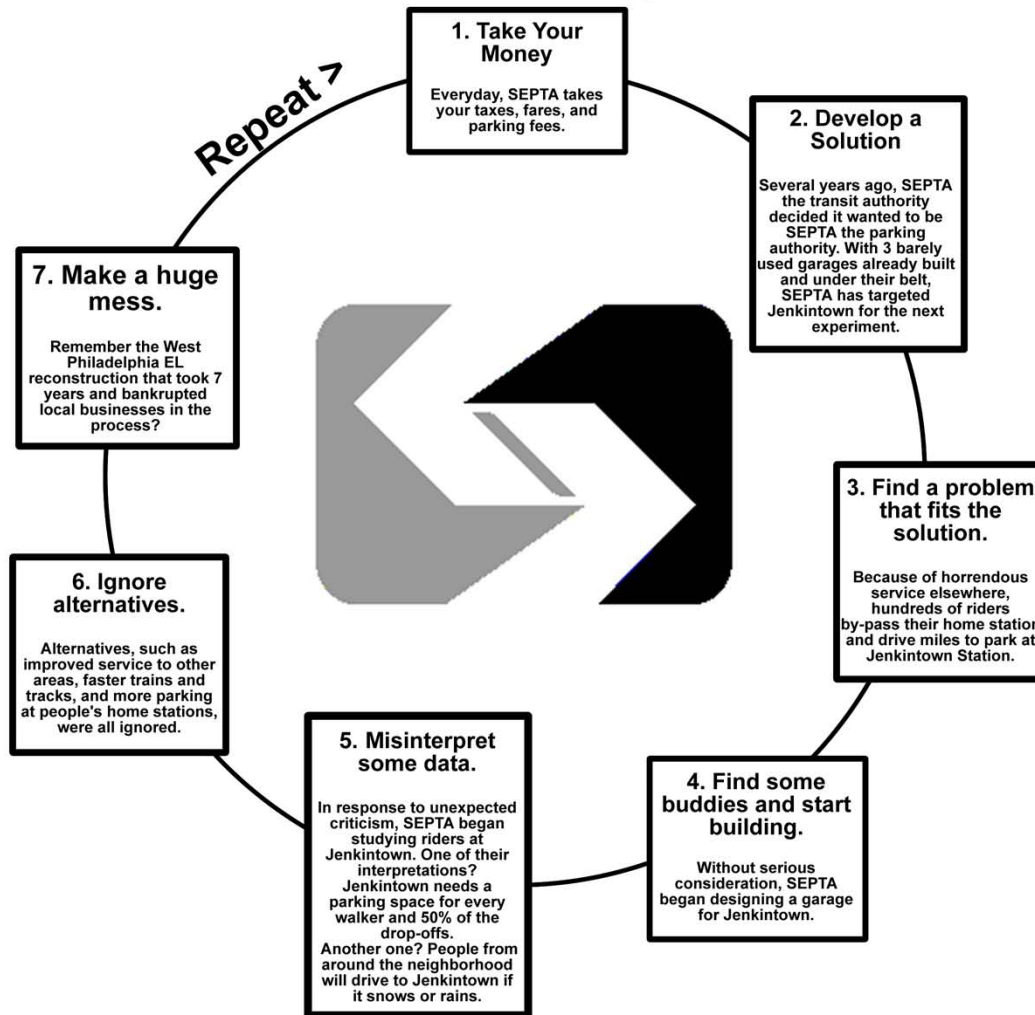 Repeat >
1. Take Your
Money
Everyday, SEPTA takes
your taxes, fares, and
parking fees.
2. Develop a
Solution
Several years ago, SEPTA
the transit authority
decided it wanted to be
SEPTA the parking
authority. With 3 barely
used garages already built
and under their belt,
SEPTA has targeted
Jenkintown for the next
experiment.
3. Find a problem
that fits the
solution.
Because of horrendous
service elsewhere,
hundreds of riders
by-pass their home station
and drive miles to park at
Jenkintown Station.
4. Find some
buddies and start
building.
Without serious
consideration, SEPTA
began designing a garage
for Jenkintown.
5. Misinterpret
some data.
In response to unexpected
criticism, SEPTA began
studying riders at
Jenkintown. One of their
interpretations?
Jenkintown needs a
parking space for every
walker and 50% of the
drop-offs.
Another one? People from
around the neighborhood
will drive to Jenkintown if
it snows or rains.
6. Ignore
alternatives.
Alternatives, such as
improved service to other
areas, faster trains and
tracks, and more parking
at people's home stations,
were all ignored.
7. Make a huge
mess.
Remember the West
Philadelphia EL
reconstruction that took 7
years and bankrupted
local businesses in the
process?